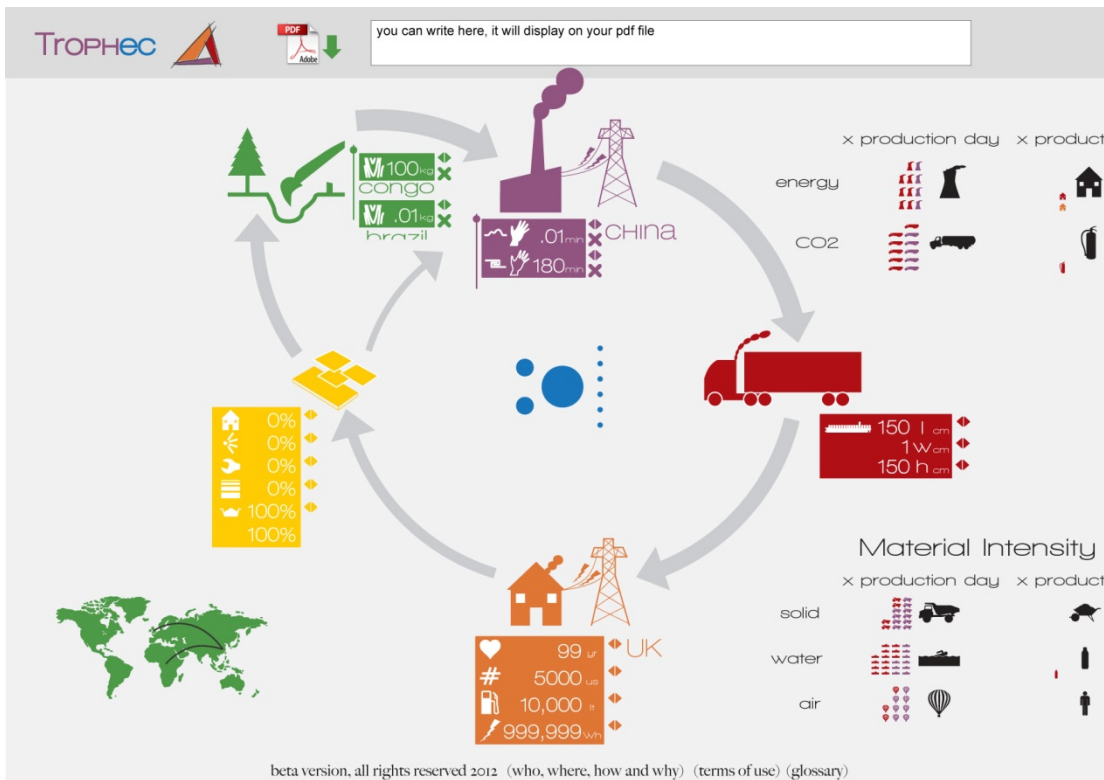 TROPHEC
PDF
Adobe
you can write here, it will display on your pdf file
100kg
congo
.01kg
brazil
.01min
180min
CHINA
x production day
x product
energy
CO2
150 l cm
1 w cm
150 h cm
0%
0%
0%
0%
100%
100%
99 yr
5000 us
10,000 lt
999,999 Wh
UK
Material Intensity
x production day
x product
solid
water
air
beta version, all rights reserved 2012 (who, where, how and why) (terms of use) (glossary)